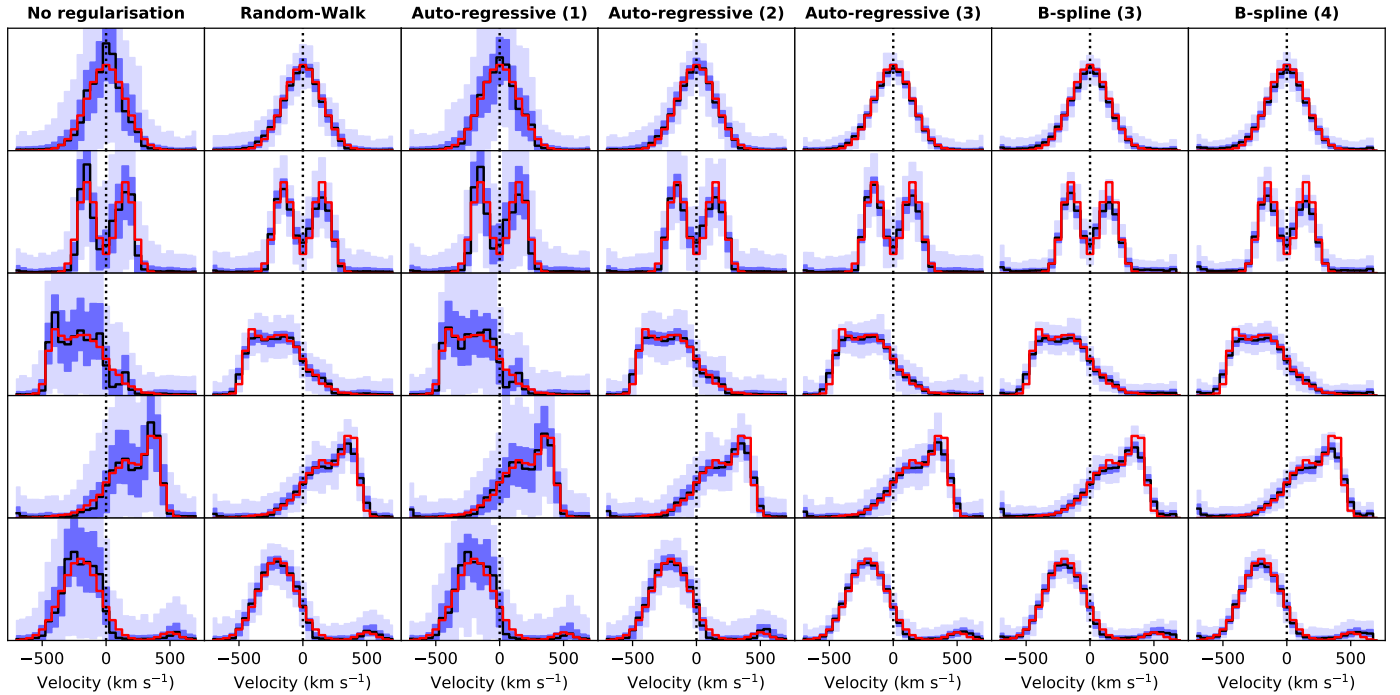 No regularisation Random-Walk Auto-regressive (1) Auto-regressive (2) Auto-regressive (3) B-spline (3) B-spline (4)
−500 0 500 −500 0 500 −500 0 500 −500 0 500 −500 0 500 −500 0 500 −500 0 500
Velocity (km s⁻¹) Velocity (km s⁻¹) Velocity (km s⁻¹) Velocity (km s⁻¹) Velocity (km s⁻¹) Velocity (km s⁻¹) Velocity (km s⁻¹)